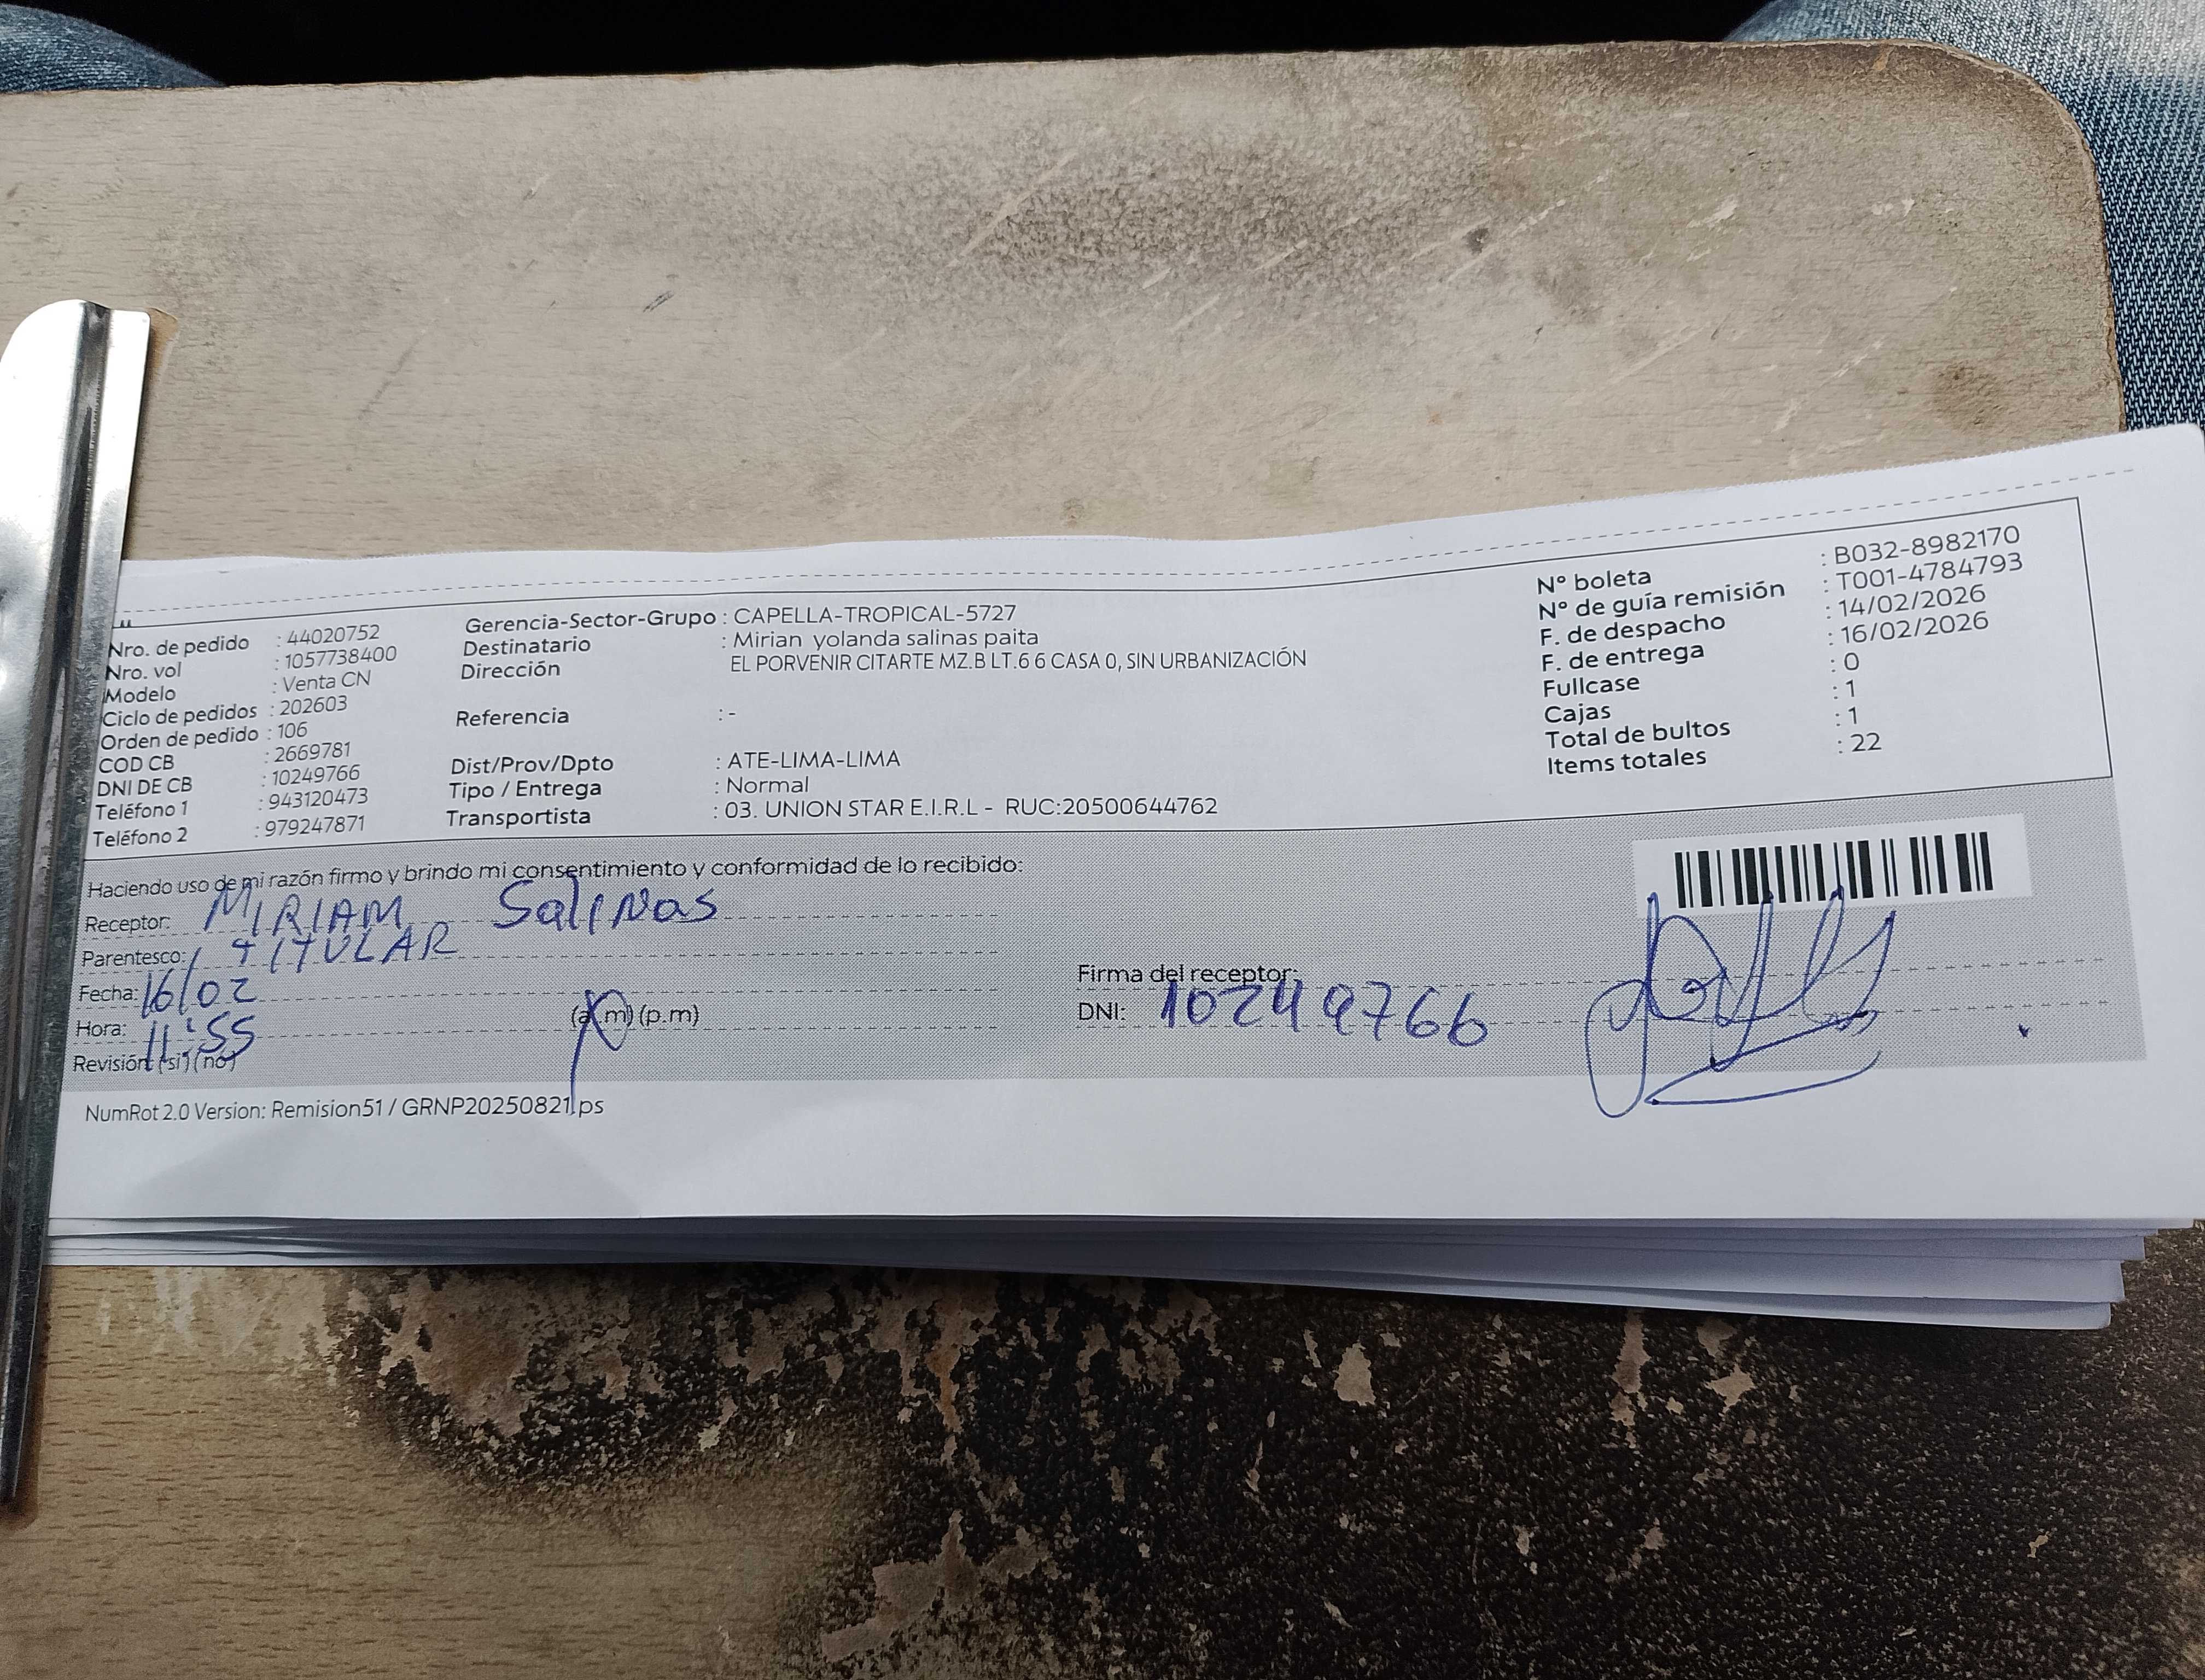 Nro. de pedido : 44020752
Nro. vol : 1057738400
Modelo : Venta CN
Ciclo de pedidos : 202603
Orden de pedido : 106
COD CB : 2669781
DNI DE CB : 10249766
Teléfono 1 : 943120473
Teléfono 2 : 979247871
Gerencia-Sector-Grupo : CAPELLA-TROPICAL-5727
Destinatario : Mirian yolanda salinas paita
Dirección EL PORVENIR CITARTE MZ.B LT.6 6 CASA 0, SIN URBANIZACIÓN
Referencia : -
Dist/Prov/Dpto : ATE-LIMA-LIMA
Tipo / Entrega : Normal
Transportista : 03. UNION STAR E.I.R.L - RUC:20500644762
N° boleta : B032-8982170
N° de guía remisión : T001-4784793
F. de despacho : 14/02/2026
F. de entrega : 16/02/2026
Fullcase : 0
Cajas : 1
Total de bultos : 1
Items totales : 22
Haciendo uso de mi razón firmo y brindo mi consentimiento y conformidad de lo recibido:
Receptor: MIRIAM Salinas
Parentesco: TITULAR
Fecha: 16/02
Hora: 11:55 (a.m) (p.m)
Revisión: (si) (no)
Firma del receptor:
DNI: 10249766
NumRot 2.0 Version: Remision51 / GRNP20250821.ps